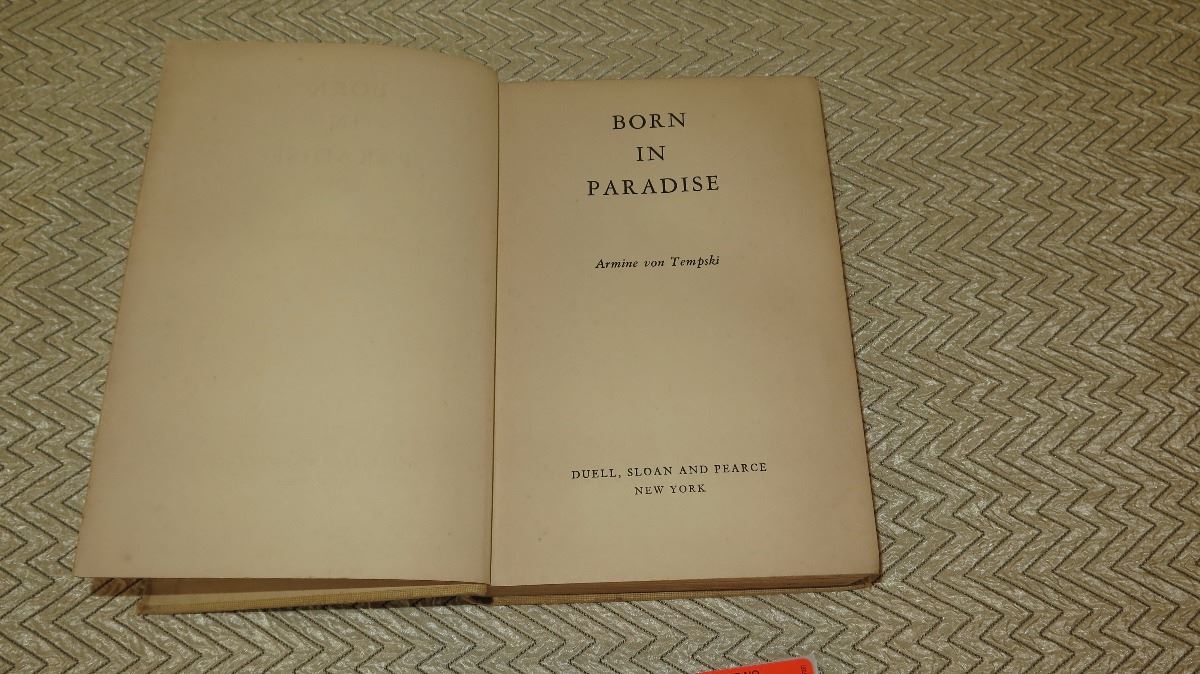 BORN
IN
PARADISE
Armine von Tempski
DUELL, SLOAN AND PEARCE
NEW YORK